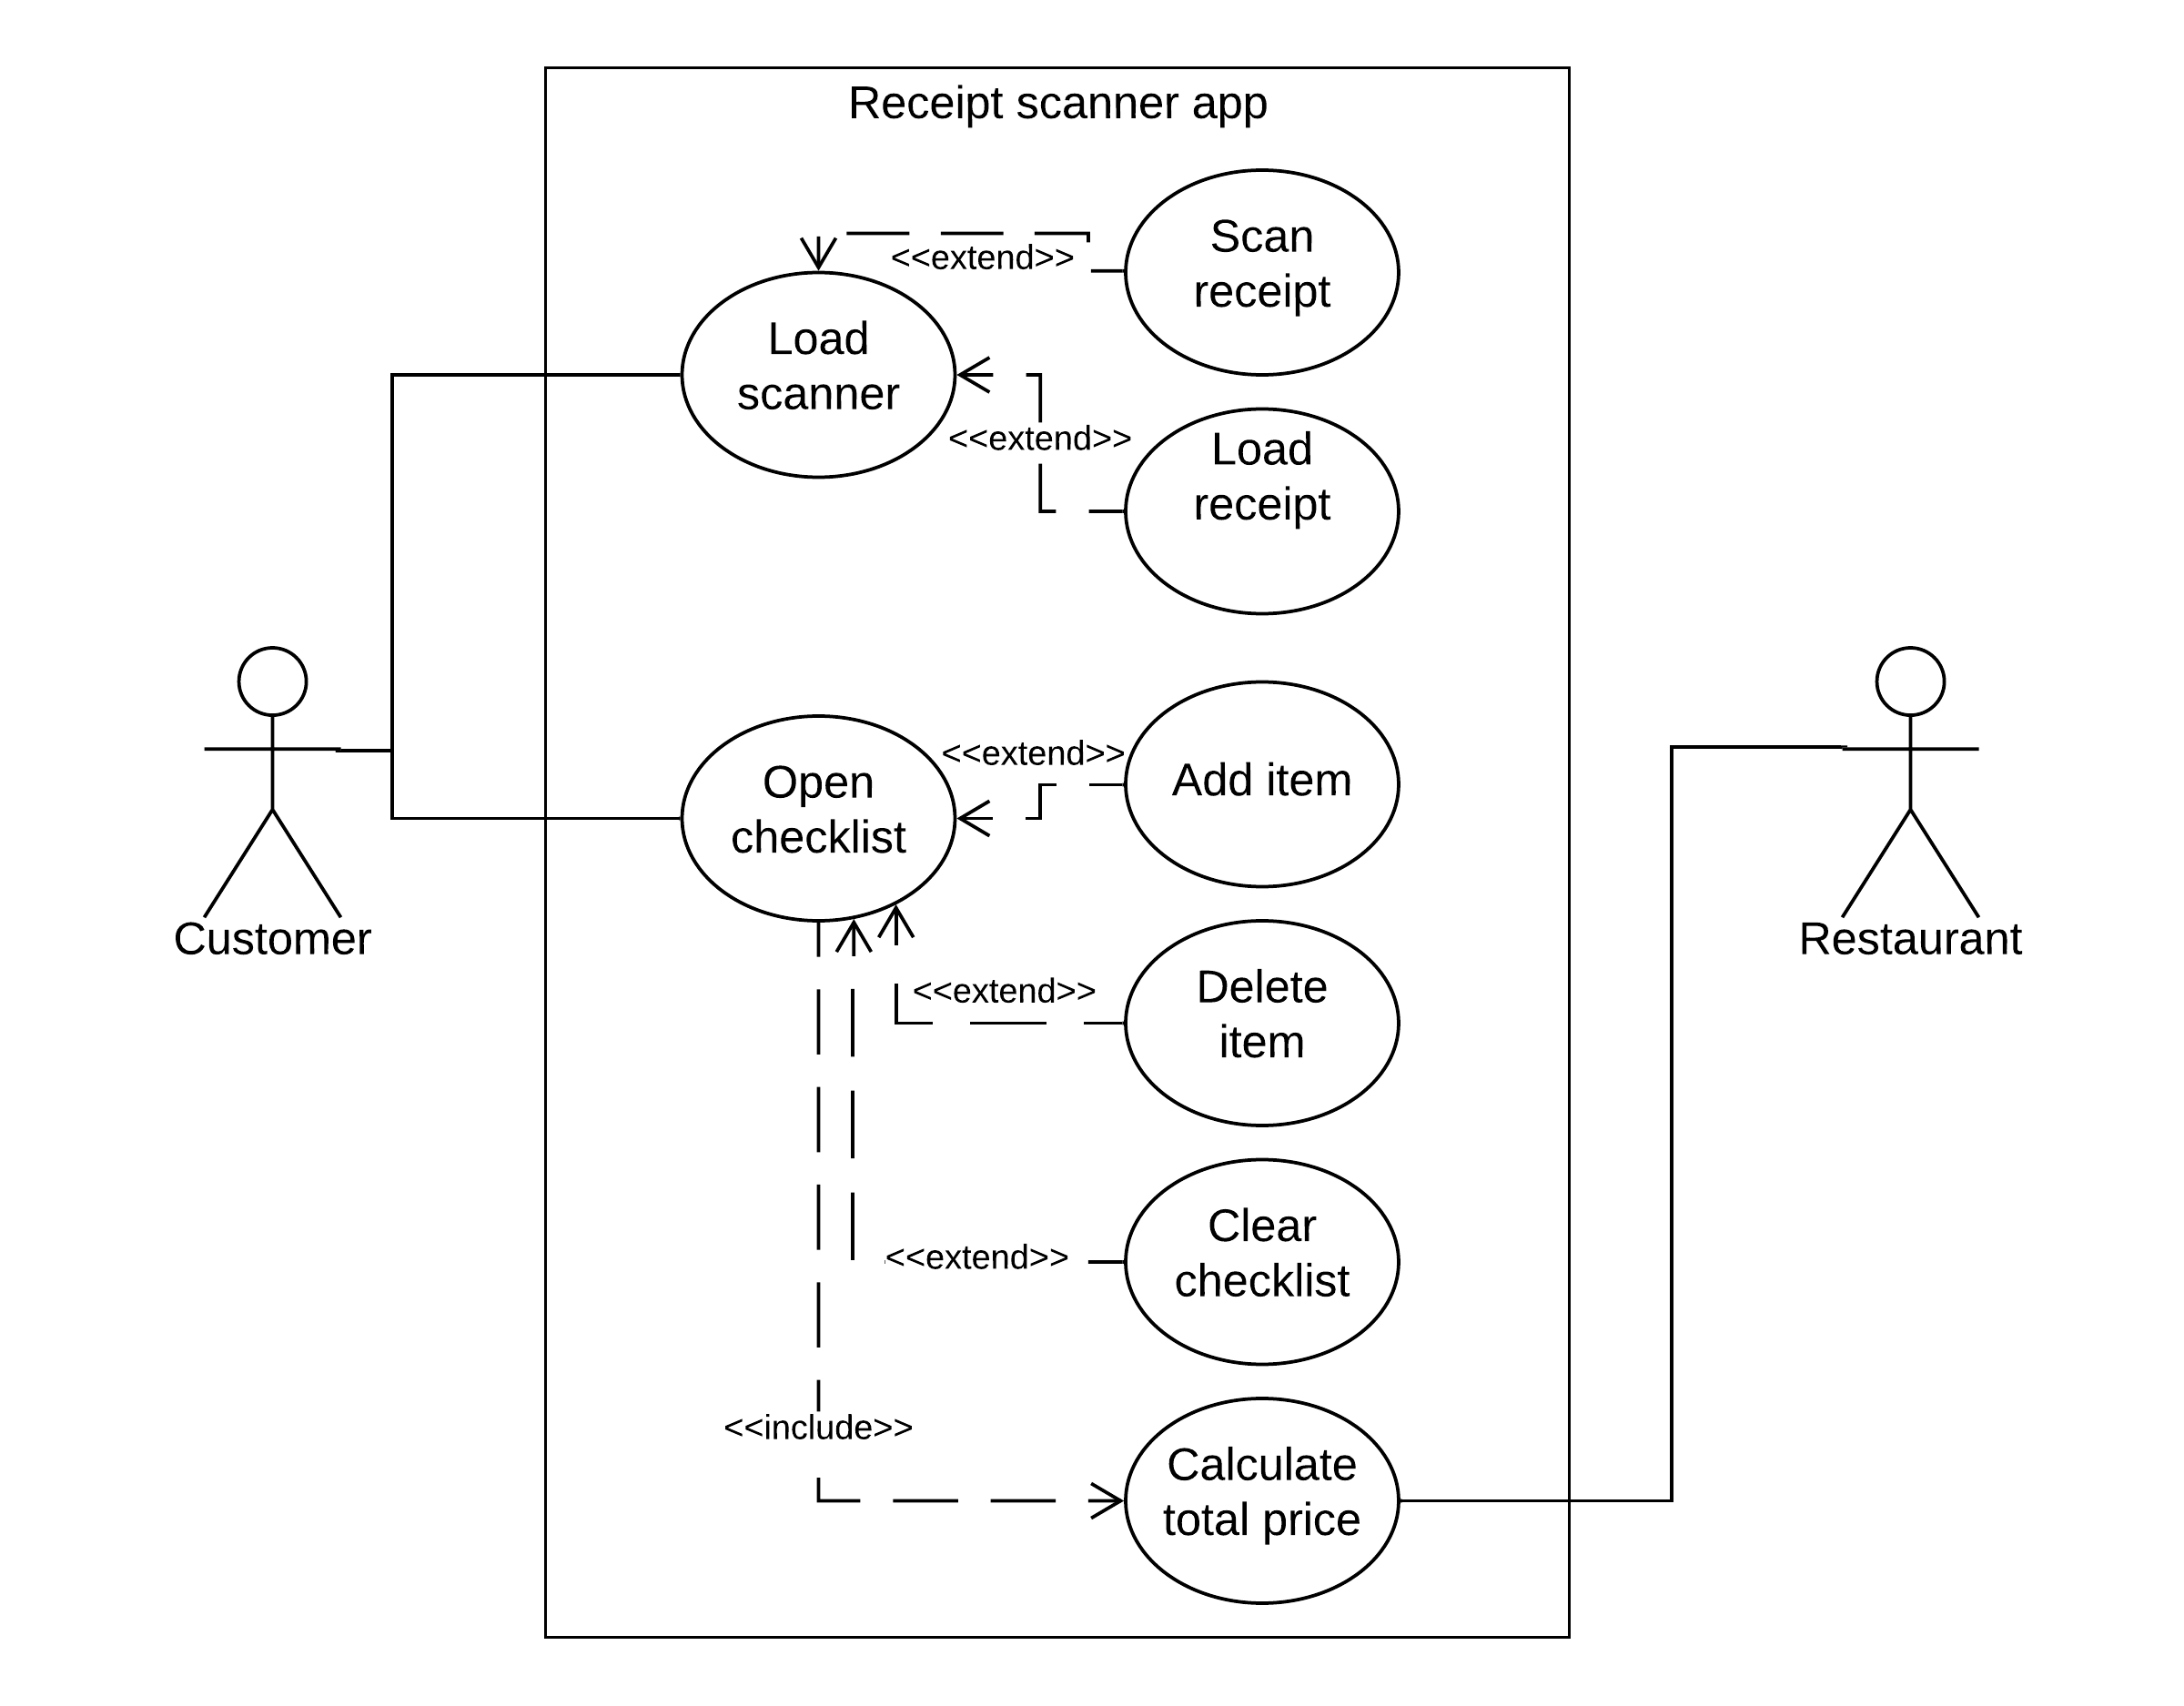 Receipt scanner app
Scan
receipt
<<extend>>
Load
scanner
<<extend>>
Load
receipt
Open
checklist
<<extend>>
Add item
Customer
Restaurant
<<extend>>
Delete
item
<<extend>>
Clear
checklist
<<include>>
Calculate
total price